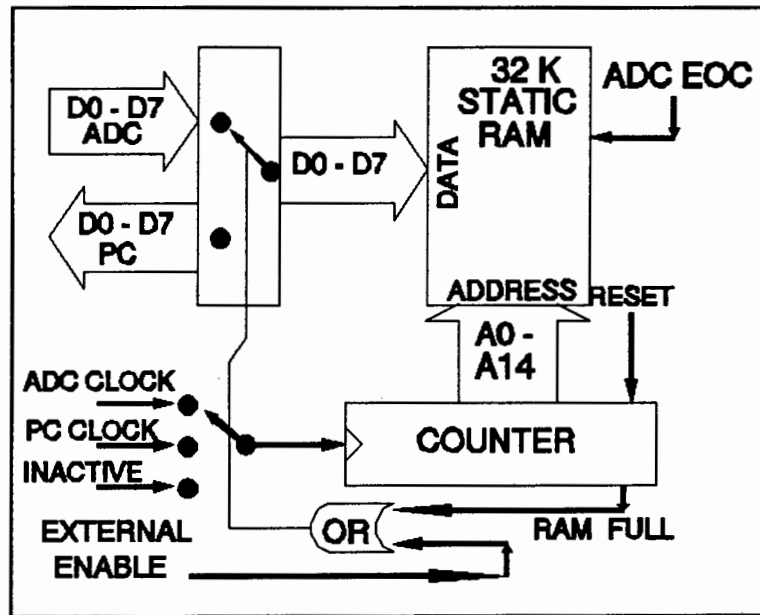 D0 - D7
ADC
D0 - D7
PC
D0 - D7
DATA
32 K
STATIC
RAM
ADC EOC
ADDRESS
RESET
A0 -
A14
ADC CLOCK
PC CLOCK
INACTIVE
COUNTER
EXTERNAL
ENABLE
OR
RAM FULL